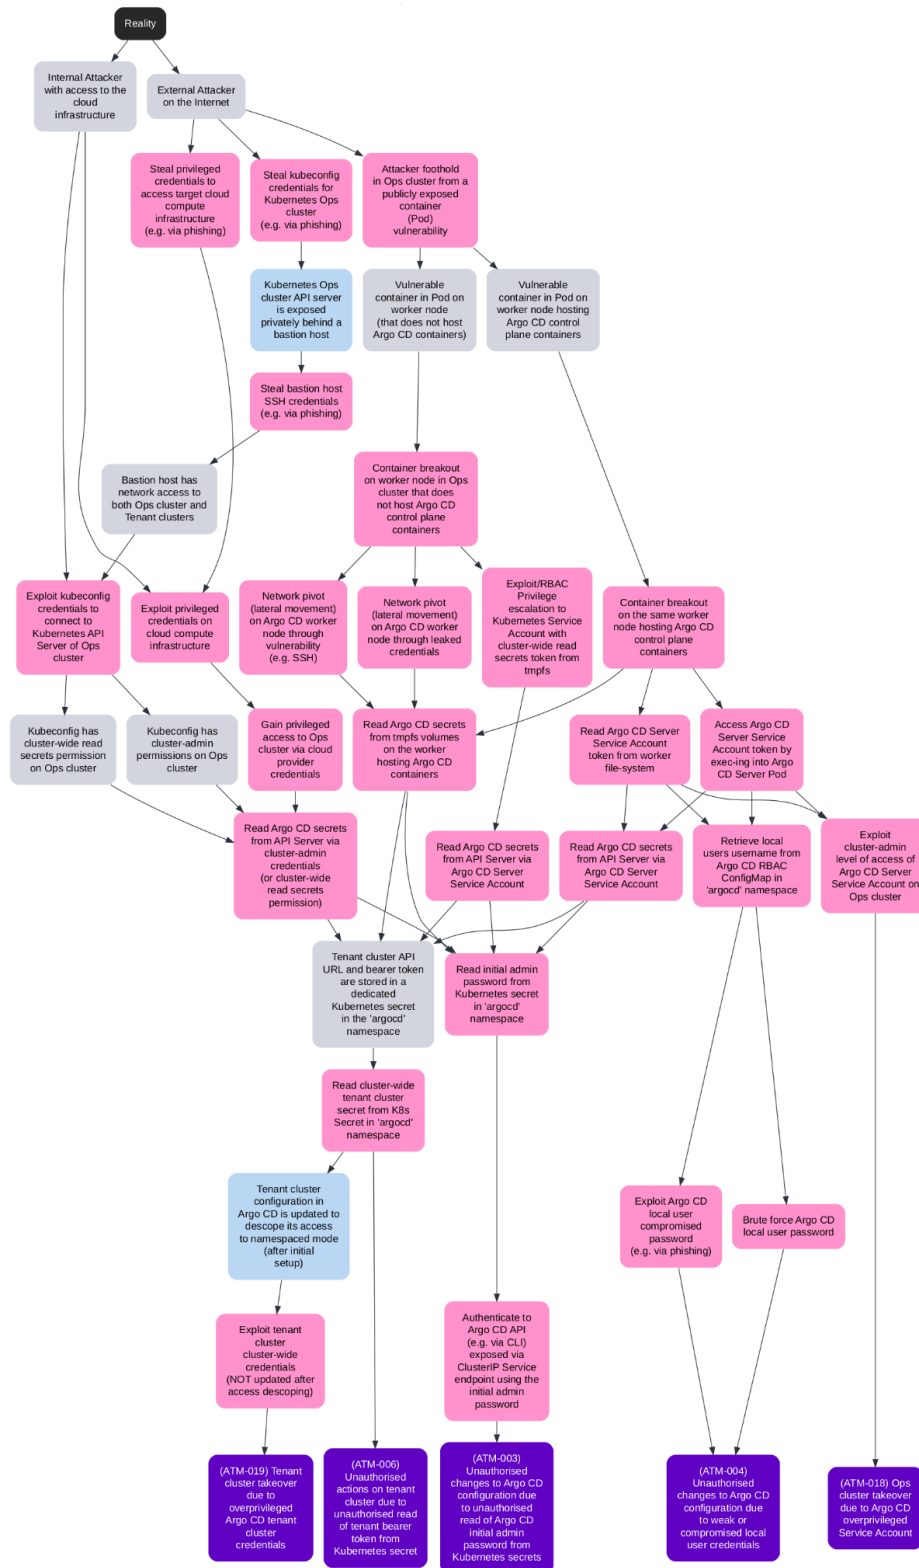 Reality
Internal Attacker
with access to the
cloud
infrastructure
External Attacker
on the Internet
Steal privileged
credentials to
access target cloud
compute
infrastructure
(e.g. via phishing)
Steal kubeconfig
credentials for
Kubernetes Ops
cluster
(e.g. via phishing)
Attacker foothold
in Ops cluster from a
publicly exposed
container
(Pod)
vulnerability
Kubernetes Ops
cluster API server
is exposed
privately behind a
bastion host
Vulnerable
container in Pod on
worker node
(that does not host
Argo CD containers)
Vulnerable
container in Pod on
worker node hosting
Argo CD control
plane containers
Steal bastion host
SSH credentials
(e.g. via phishing)
Bastion host has
network access to
both Ops cluster and
Tenant clusters
Container breakout
on worker node in Ops
cluster that does
not host Argo CD
control plane
containers
Exploit kubeconfig
credentials to
connect to
Kubernetes API
Server of Ops
cluster
Exploit privileged
credentials on
cloud compute
infrastructure
Network pivot
(lateral movement)
on Argo CD worker
node through
vulnerability
(e.g. SSH)
Network pivot
(lateral movement)
on Argo CD worker
node through leaked
credentials
Exploit/RBAC
Privilege
escalation to
Kubernetes Service
Account with
cluster-wide read
secrets token from
tmpfs
Container breakout
on the same worker
node hosting Argo CD
control plane
containers
Kubeconfig has
cluster-wide read
secrets permission
on Ops cluster
Kubeconfig has
cluster-admin
permissions on Ops
cluster
Gain privileged
access to Ops
cluster via cloud
provider
credentials
Read Argo CD secrets
from tmpfs volumes
on the worker
hosting Argo CD
containers
Read Argo CD Server
Service Account
token from worker
file-system
Access Argo CD
Server Service
Account token by
exec-ing into Argo
CD Server Pod
Read Argo CD secrets
from API Server via
cluster-admin
credentials
(or cluster-wide
read secrets
permission)
Read Argo CD secrets
from API Server via
Argo CD Server
Service Account
Read Argo CD secrets
from API Server via
Argo CD Server
Service Account
Retrieve local
users username from
Argo CD RBAC
ConfigMap in
'argocd' namespace
Exploit
cluster-admin
level of access of
Argo CD Server
Service Account on
Ops cluster
Tenant cluster API
URL and bearer token
are stored in a
dedicated
Kubernetes secret
in the 'argocd'
namespace
Read initial admin
password from
Kubernetes secret
in 'argocd'
namespace
Read cluster-wide
tenant cluster
secret from K8s
Secret in 'argocd'
namespace
Tenant cluster
configuration in
Argo CD is updated to
descope its access
to namespaced mode
(after initial
setup)
Exploit Argo CD
local user
compromised
password
(e.g. via phishing)
Brute force Argo CD
local user password
Exploit tenant
cluster
cluster-wide
credentials
(NOT updated after
access descoping)
Authenticate to
Argo CD API
(e.g. via CLI)
exposed via
ClusterIP Service
endpoint using the
initial admin
password
(ATM-019) Tenant
cluster takeover
due to
overprivileged
Argo CD tenant
cluster
credentials
(ATM-006)
Unauthorised
actions on tenant
cluster due to
unauthorised read
of tenant bearer
token from
Kubernetes secret
(ATM-003)
Unauthorised
changes to Argo CD
configuration due
to unauthorised
read of Argo CD
initial admin
password from
Kubernetes secrets
(ATM-004)
Unauthorised
changes to Argo CD
configuration due
to weak or
compromised local
user credentials
(ATM-018) Ops
cluster takeover
due to Argo CD
overprivileged
Service Account